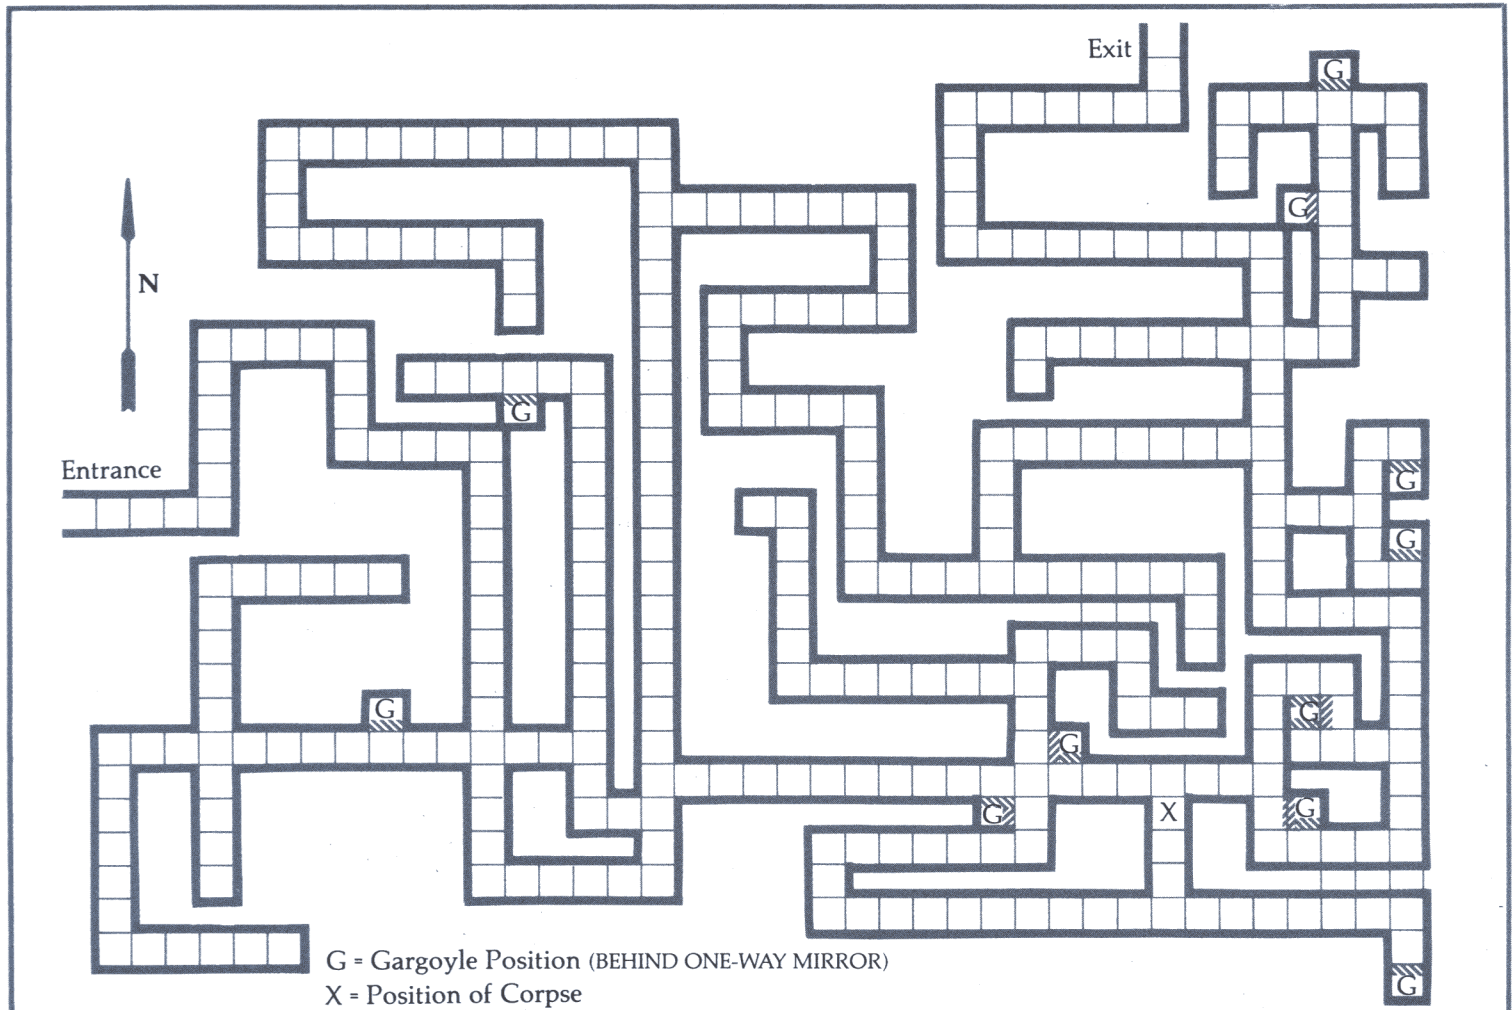 Exit
G
G
N
G
Entrance
G
G
G
G
G
G
G
X
G = Gargoyle Position (BEHIND ONE-WAY MIRROR)
X = Position of Corpse
G